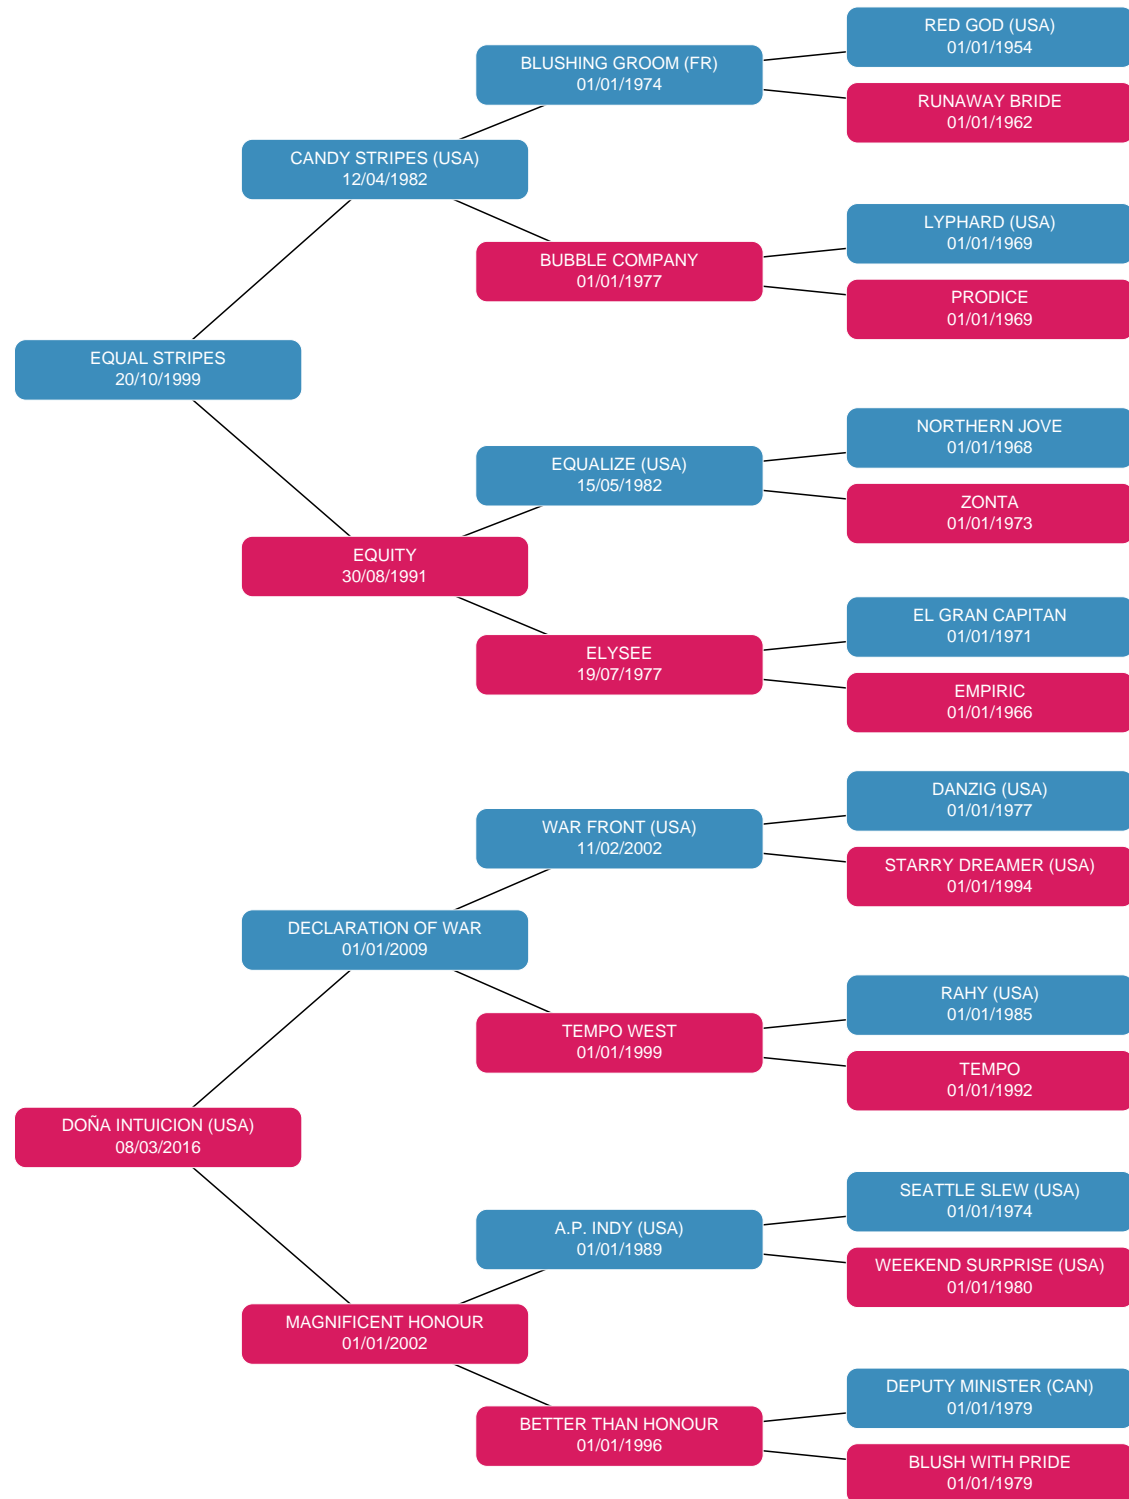 RED GOD (USA)
01/01/1954
BLUSHING GROOM (FR)
01/01/1974
RUNAWAY BRIDE
01/01/1962
CANDY STRIPES (USA)
12/04/1982
LYPHARD (USA)
01/01/1969
BUBBLE COMPANY
01/01/1977
PRODICE
01/01/1969
EQUAL STRIPES
20/10/1999
NORTHERN JOVE
01/01/1968
EQUALIZE (USA)
15/05/1982
ZONTA
01/01/1973
EQUITY
30/08/1991
EL GRAN CAPITAN
01/01/1971
ELYSEE
19/07/1977
EMPIRIC
01/01/1966
DANZIG (USA)
01/01/1977
WAR FRONT (USA)
11/02/2002
STARRY DREAMER (USA)
01/01/1994
DECLARATION OF WAR
01/01/2009
RAHY (USA)
01/01/1985
TEMPO WEST
01/01/1999
TEMPO
01/01/1992
DOÑA INTUICION (USA)
08/03/2016
SEATTLE SLEW (USA)
01/01/1974
A.P. INDY (USA)
01/01/1989
WEEKEND SURPRISE (USA)
01/01/1980
MAGNIFICENT HONOUR
01/01/2002
DEPUTY MINISTER (CAN)
01/01/1979
BETTER THAN HONOUR
01/01/1996
BLUSH WITH PRIDE
01/01/1979